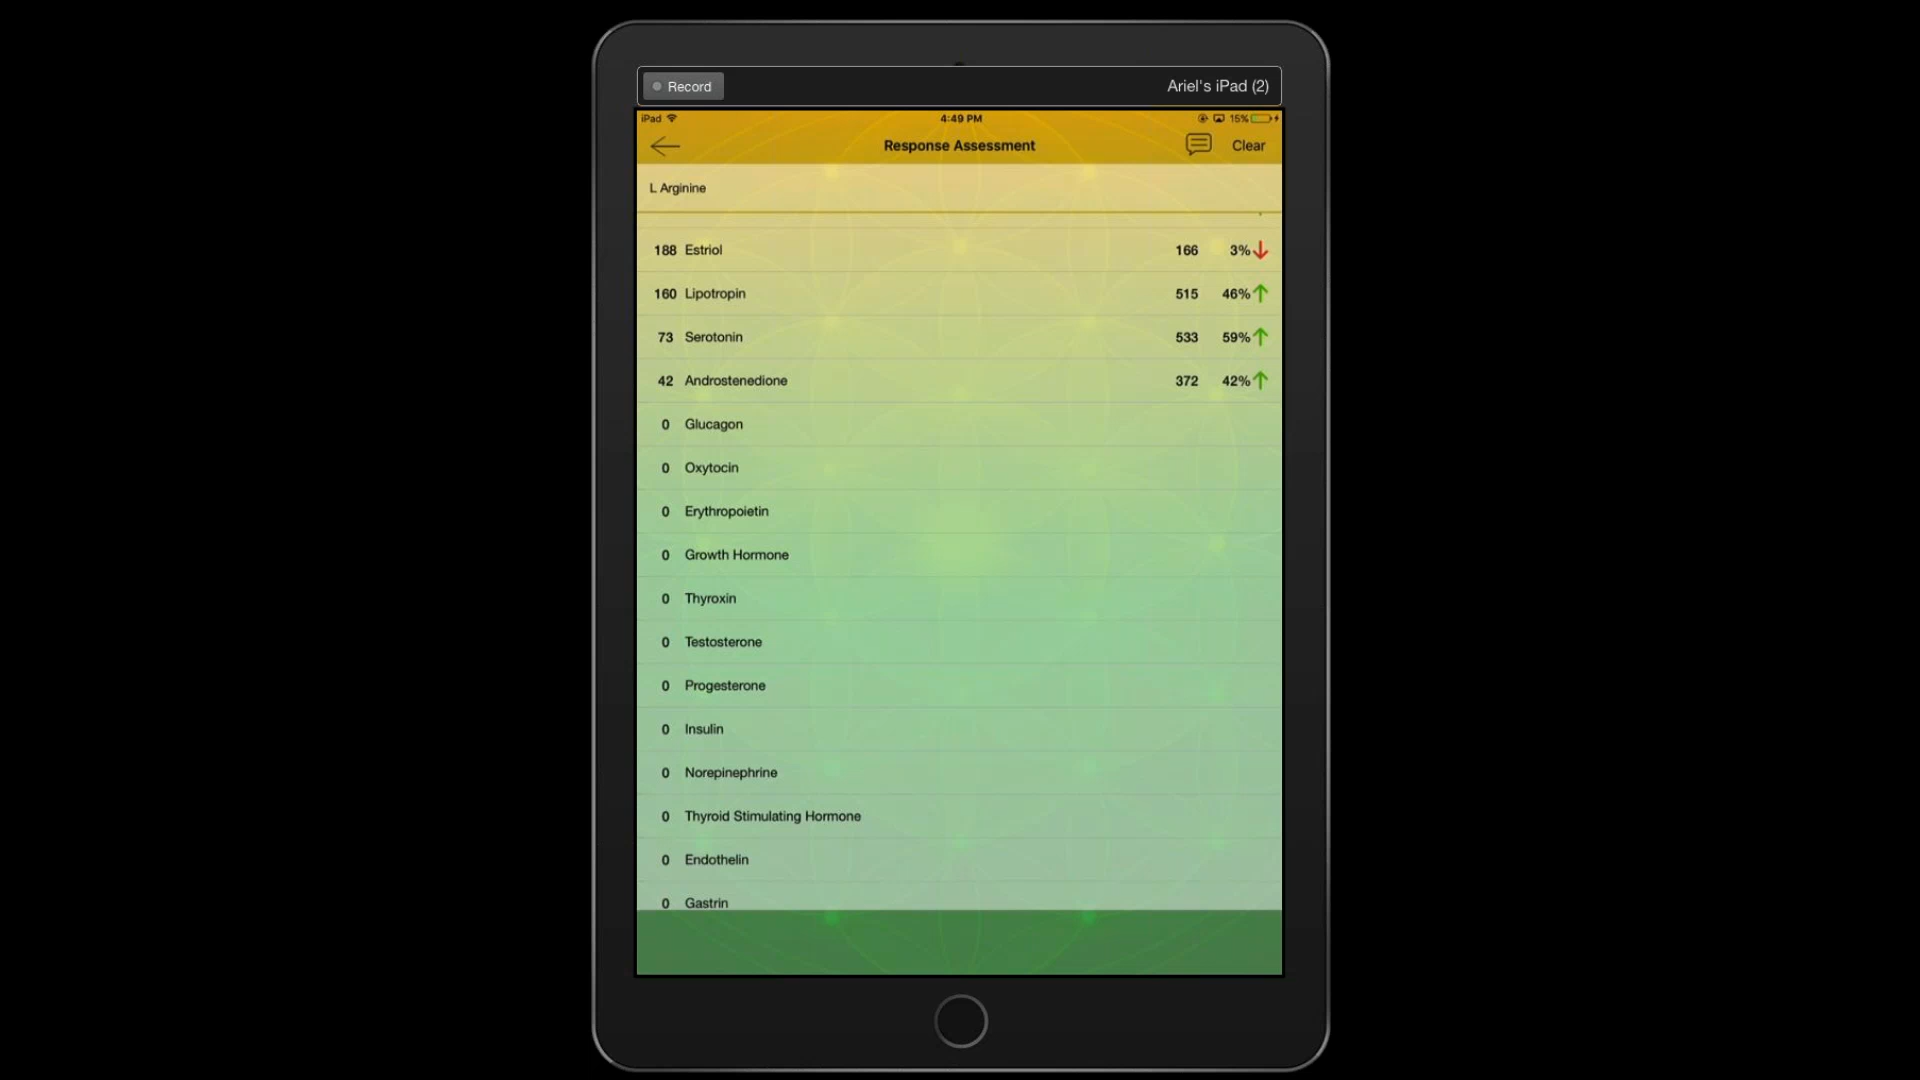 Record Ariel's iPad (2)
iPad 4:49 PM 15%
Response Assessment Clear
L Arginine
188 Estriol 166 3%
160 Lipotropin 515 46%
73 Serotonin 533 59%
42 Androstenedione 372 42%
0 Glucagon
0 Oxytocin
0 Erythropoietin
0 Growth Hormone
0 Thyroxin
0 Testosterone
0 Progesterone
0 Insulin
0 Norepinephrine
0 Thyroid Stimulating Hormone
0 Endothelin
0 Gastrin